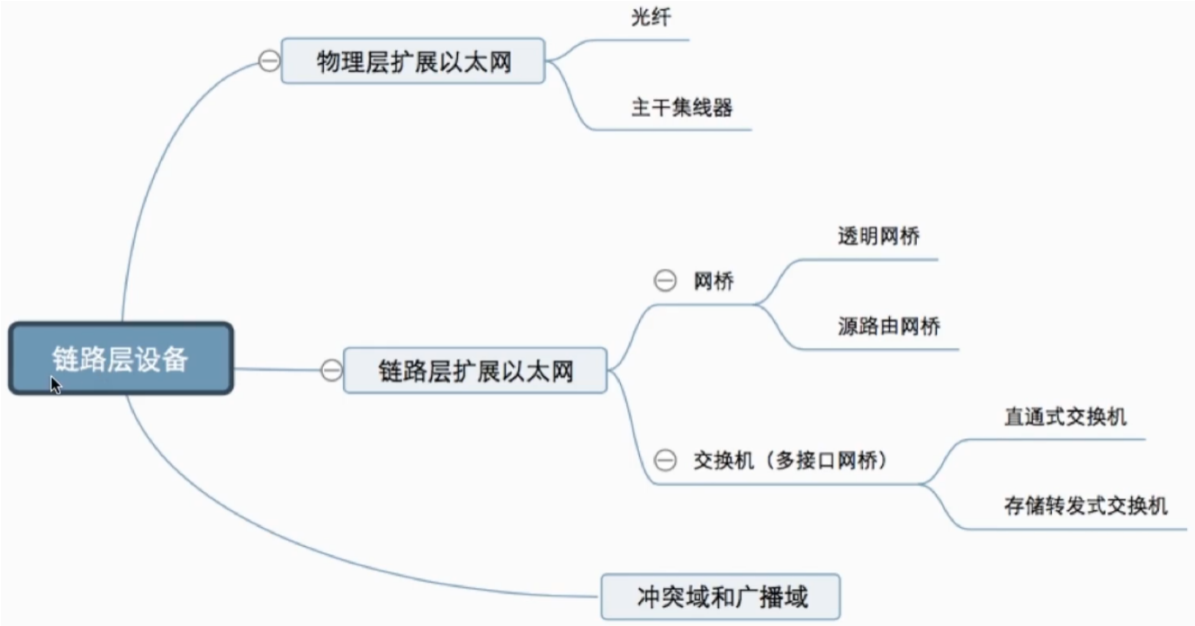 光纤
物理层扩展以太网
主干集线器
透明网桥
网桥
源路由网桥
链路层设备
链路层扩展以太网
直通式交换机
交换机（多接口网桥）
存储转发式交换机
冲突域和广播域